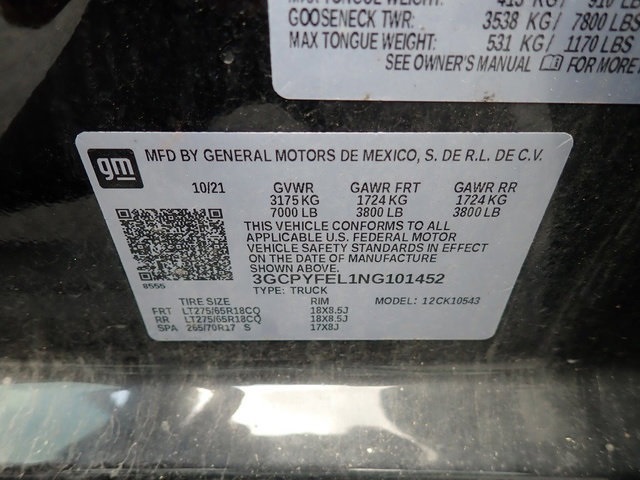 MAX TONGUE WEIGHT: 531 KG/ 1170 LBS
GOOSENECK TWR: 3538 KG/ 7800 LBS
SEE OWNER'S MANUAL FOR MORE
gm
MFD BY GENERAL MOTORS DE MEXICO, S. DE R.L. DE C.V.
10/21 GVWR GAWR FRT GAWR RR
3175 KG 1724 KG 1724 KG
7000 LB 3800 LB 3800 LB
THIS VEHICLE CONFORMS TO ALL
APPLICABLE U.S. FEDERAL MOTOR
VEHICLE SAFETY STANDARDS IN EFFECT
ON THE DATE OF MANUFACTURE
SHOWN ABOVE.
3GCPYFEL1NG101452
8555 TYPE: TRUCK
TIRE SIZE RIM MODEL: 12CK10543
FRT LT275/65R18CQ 18X8.5J
RR LT275/65R18CQ 18X8.5J
SPA 265/70R17 S 17X8J